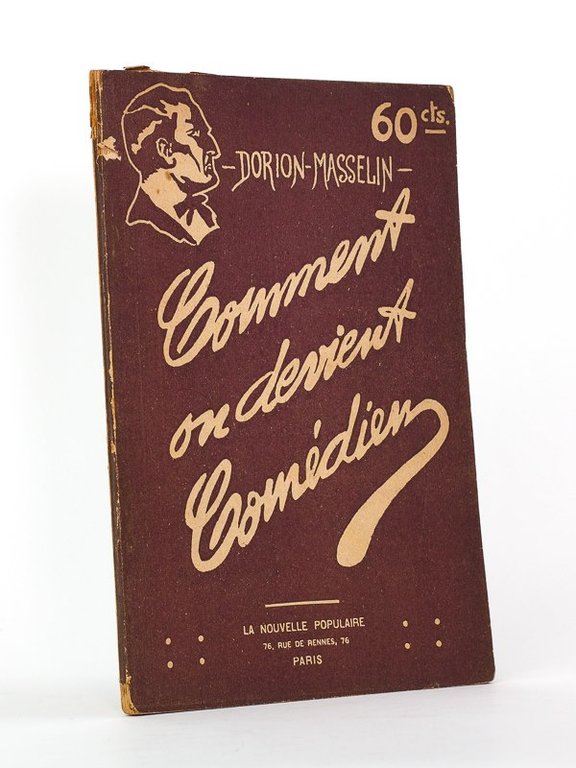 60 cts.
—DORION-MASSELIN—
Comment
on devient
Comédien
LA NOUVELLE POPULAIRE
76, RUE DE RENNES, 76
PARIS